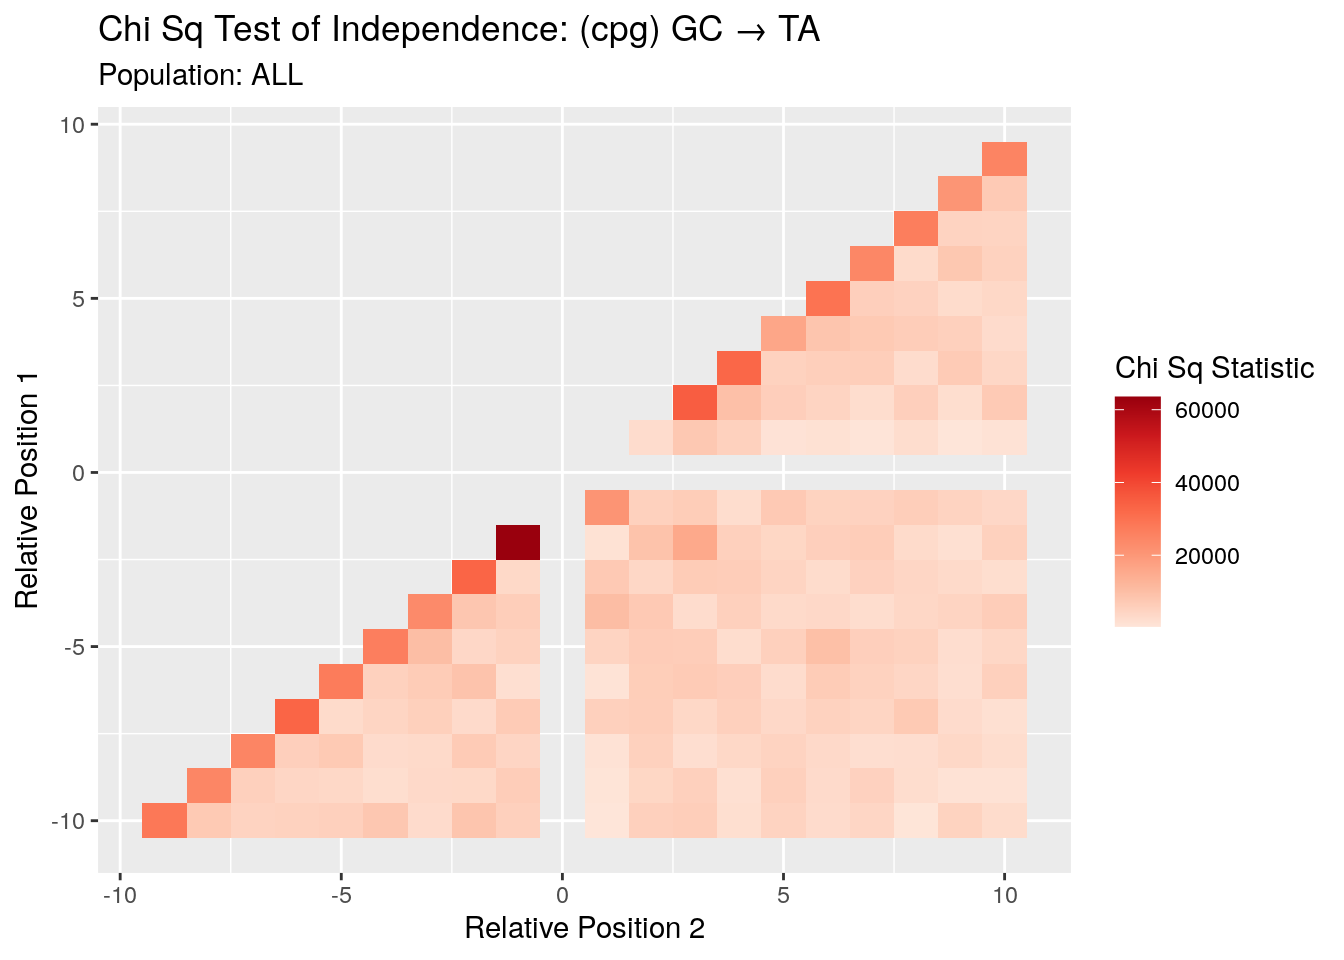 Chi Sq Test of Independence: (cpg) GC → TA
Population: ALL
10
5
0
-5
-10
Relative Position 1
-10
-5
0
5
10
Relative Position 2
Chi Sq Statistic
60000
40000
20000